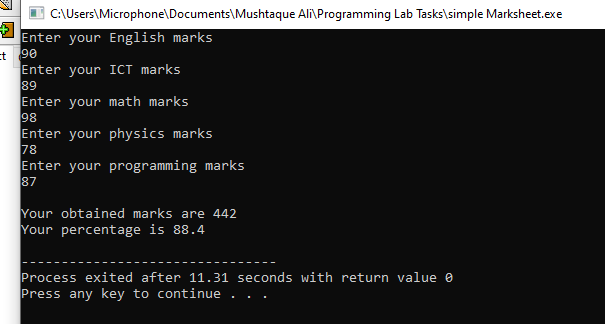 C:\Users\Microphone\Documents\Mushtaque Ali\Programming Lab Tasks\simple Marksheet.exe
Enter your English marks
90
Enter your ICT marks
89
Enter your math marks
98
Enter your physics marks
78
Enter your programming marks
87
Your obtained marks are 442
Your percentage is 88.4
--------------------------------
Process exited after 11.31 seconds with return value 0
Press any key to continue . . .